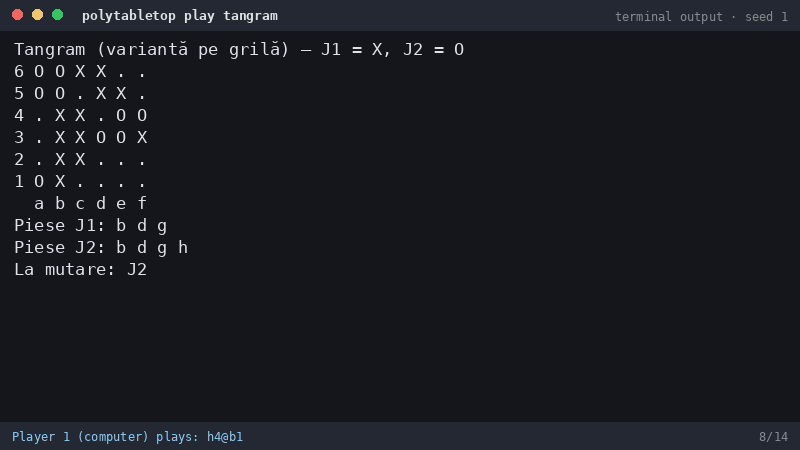 polytabletop play tangram
terminal output · seed 1
Tangram (variantă pe grilă) — J1 = X, J2 = O
6 O O X X . .
5 O O . X X .
4 . X X . O O
3 . X X O O X
2 . X X . . .
1 O X . . . .
  a b c d e f
Piese J1: b d g
Piese J2: b d g h
La mutare: J2
Player 1 (computer) plays: h4@b1
8/14